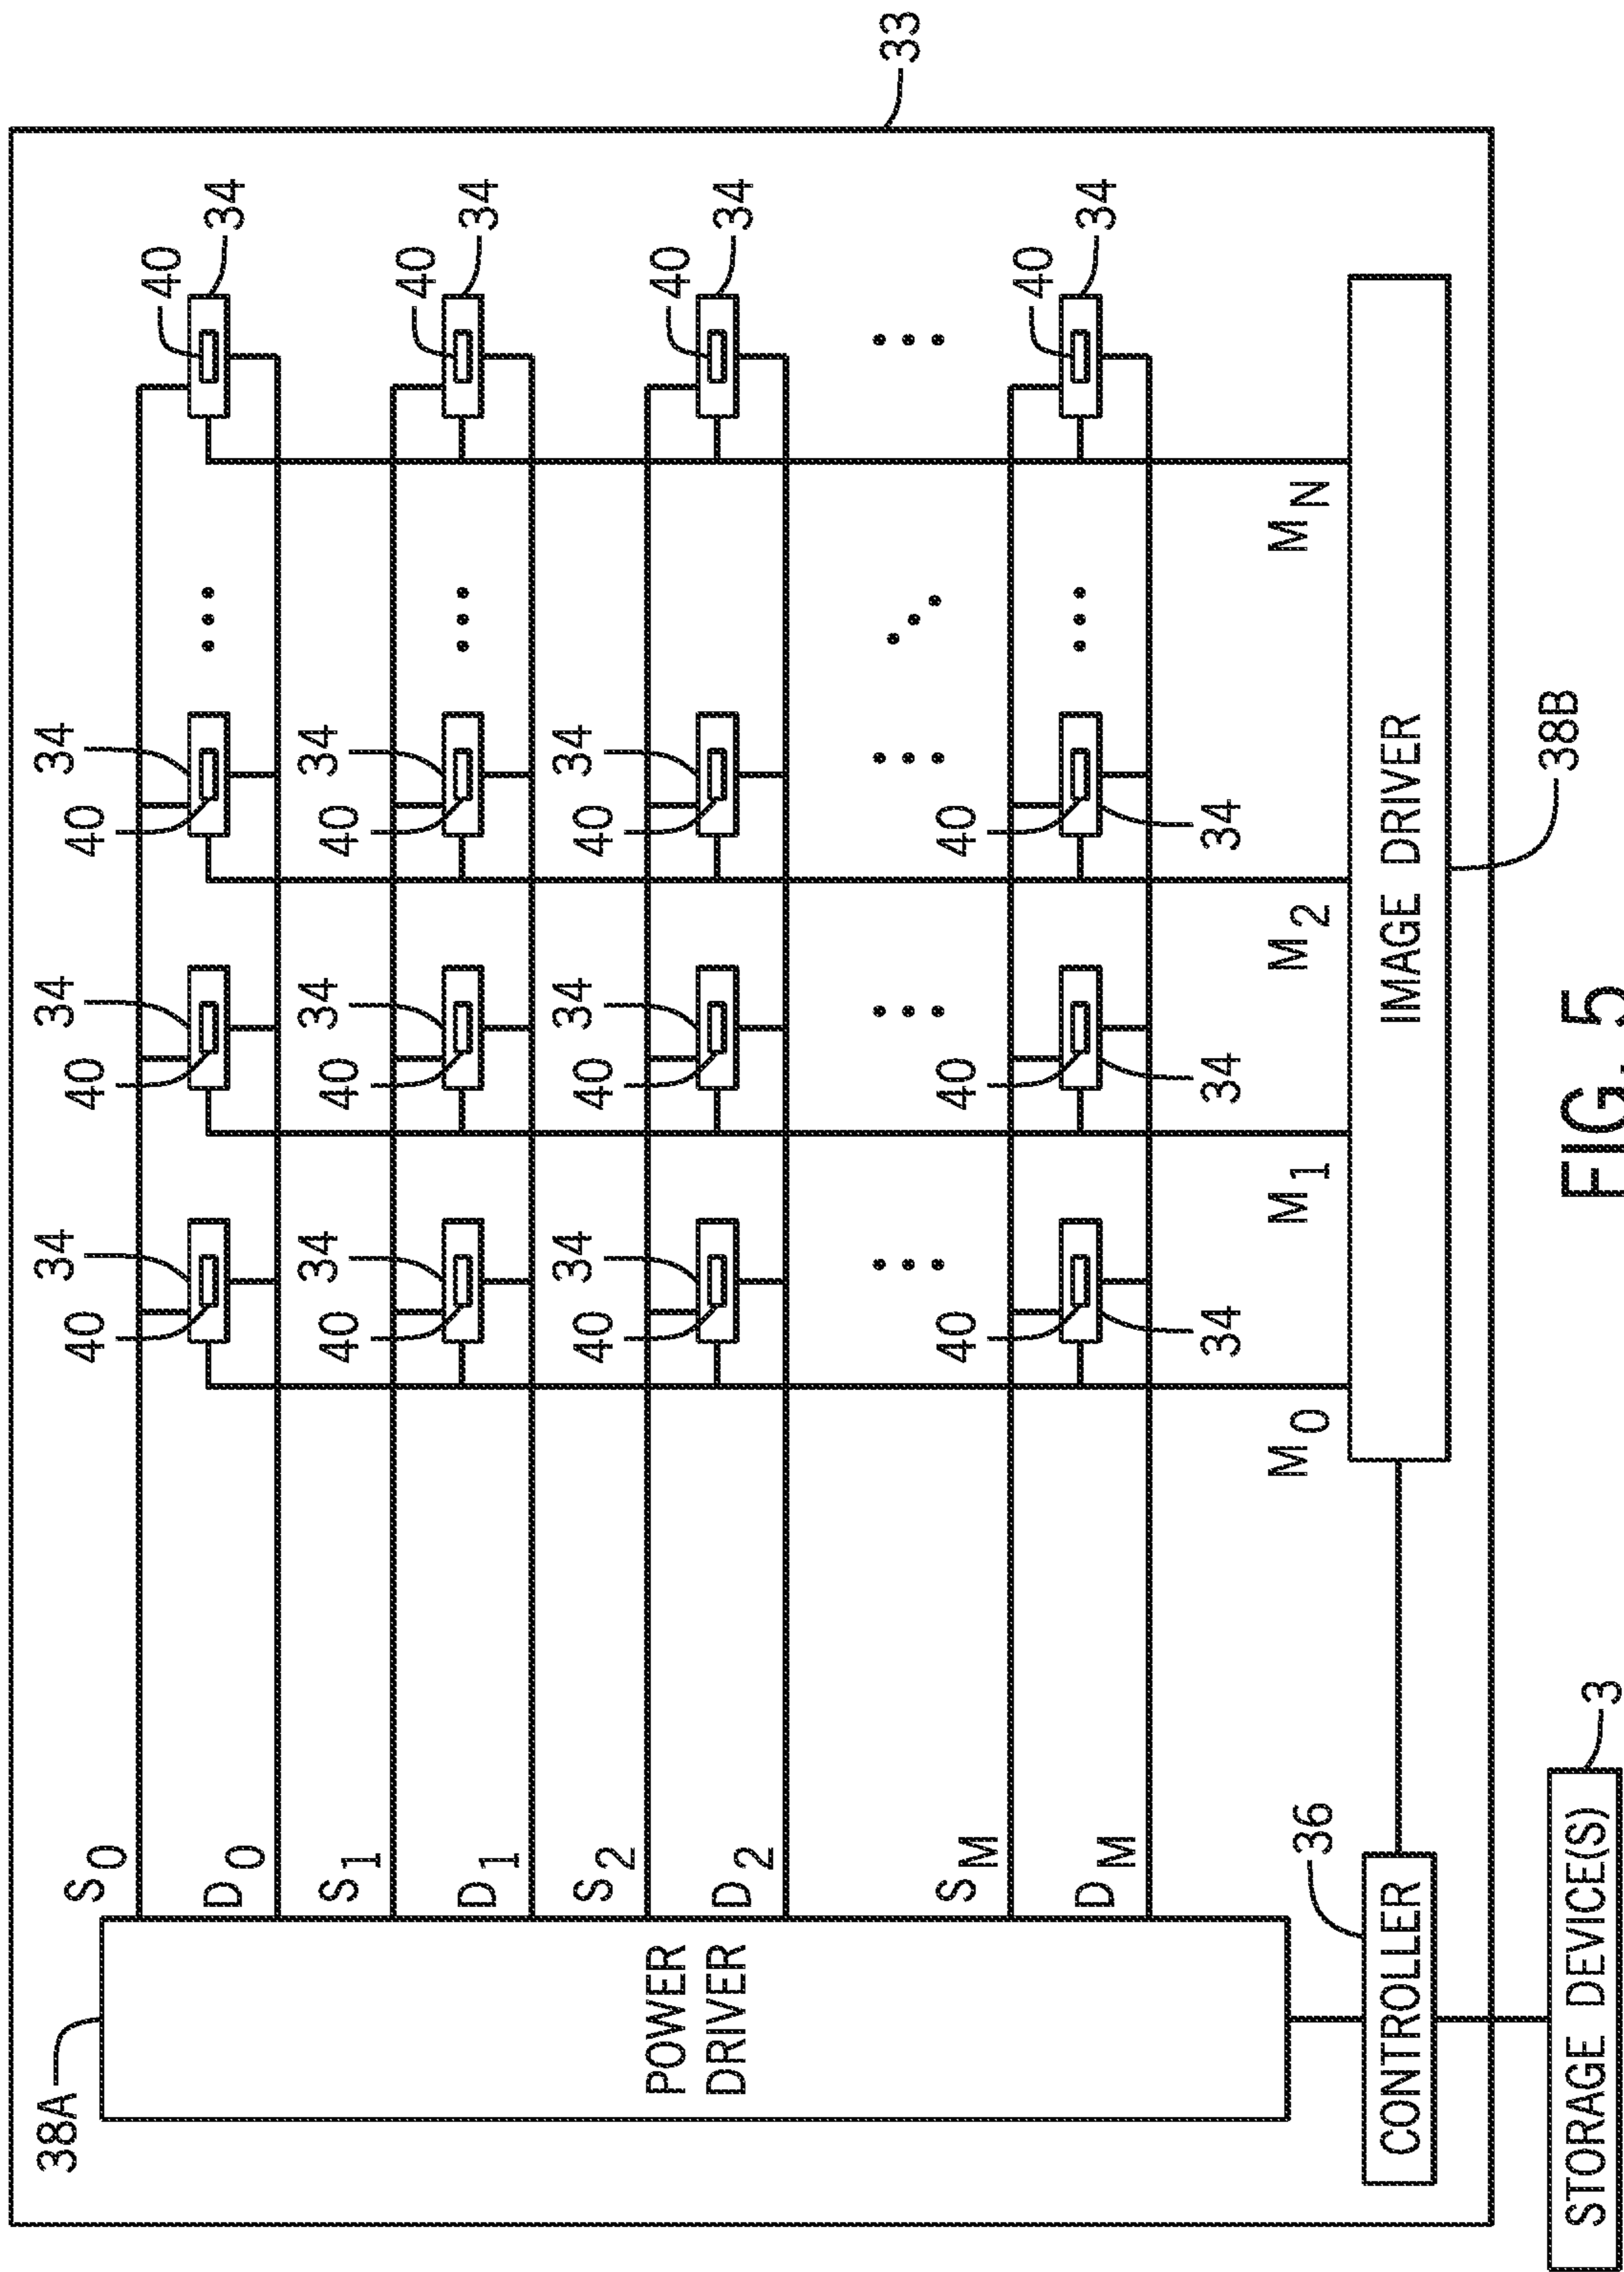 38A
34 34 34
S0 40 40 40 40
D0 34
34 34 34
S1 40 40 40 40
D1 34
34 34 34
S2 40 40 40 40
POWER
DRIVER
D2 34
33
SM 40 40 40 40
DM 34
34 34 34
M0 M1 M2 MN
36
CONTROLLER
IMAGE DRIVER
38B
STORAGE DEVICE(S) 3
FIG. 5